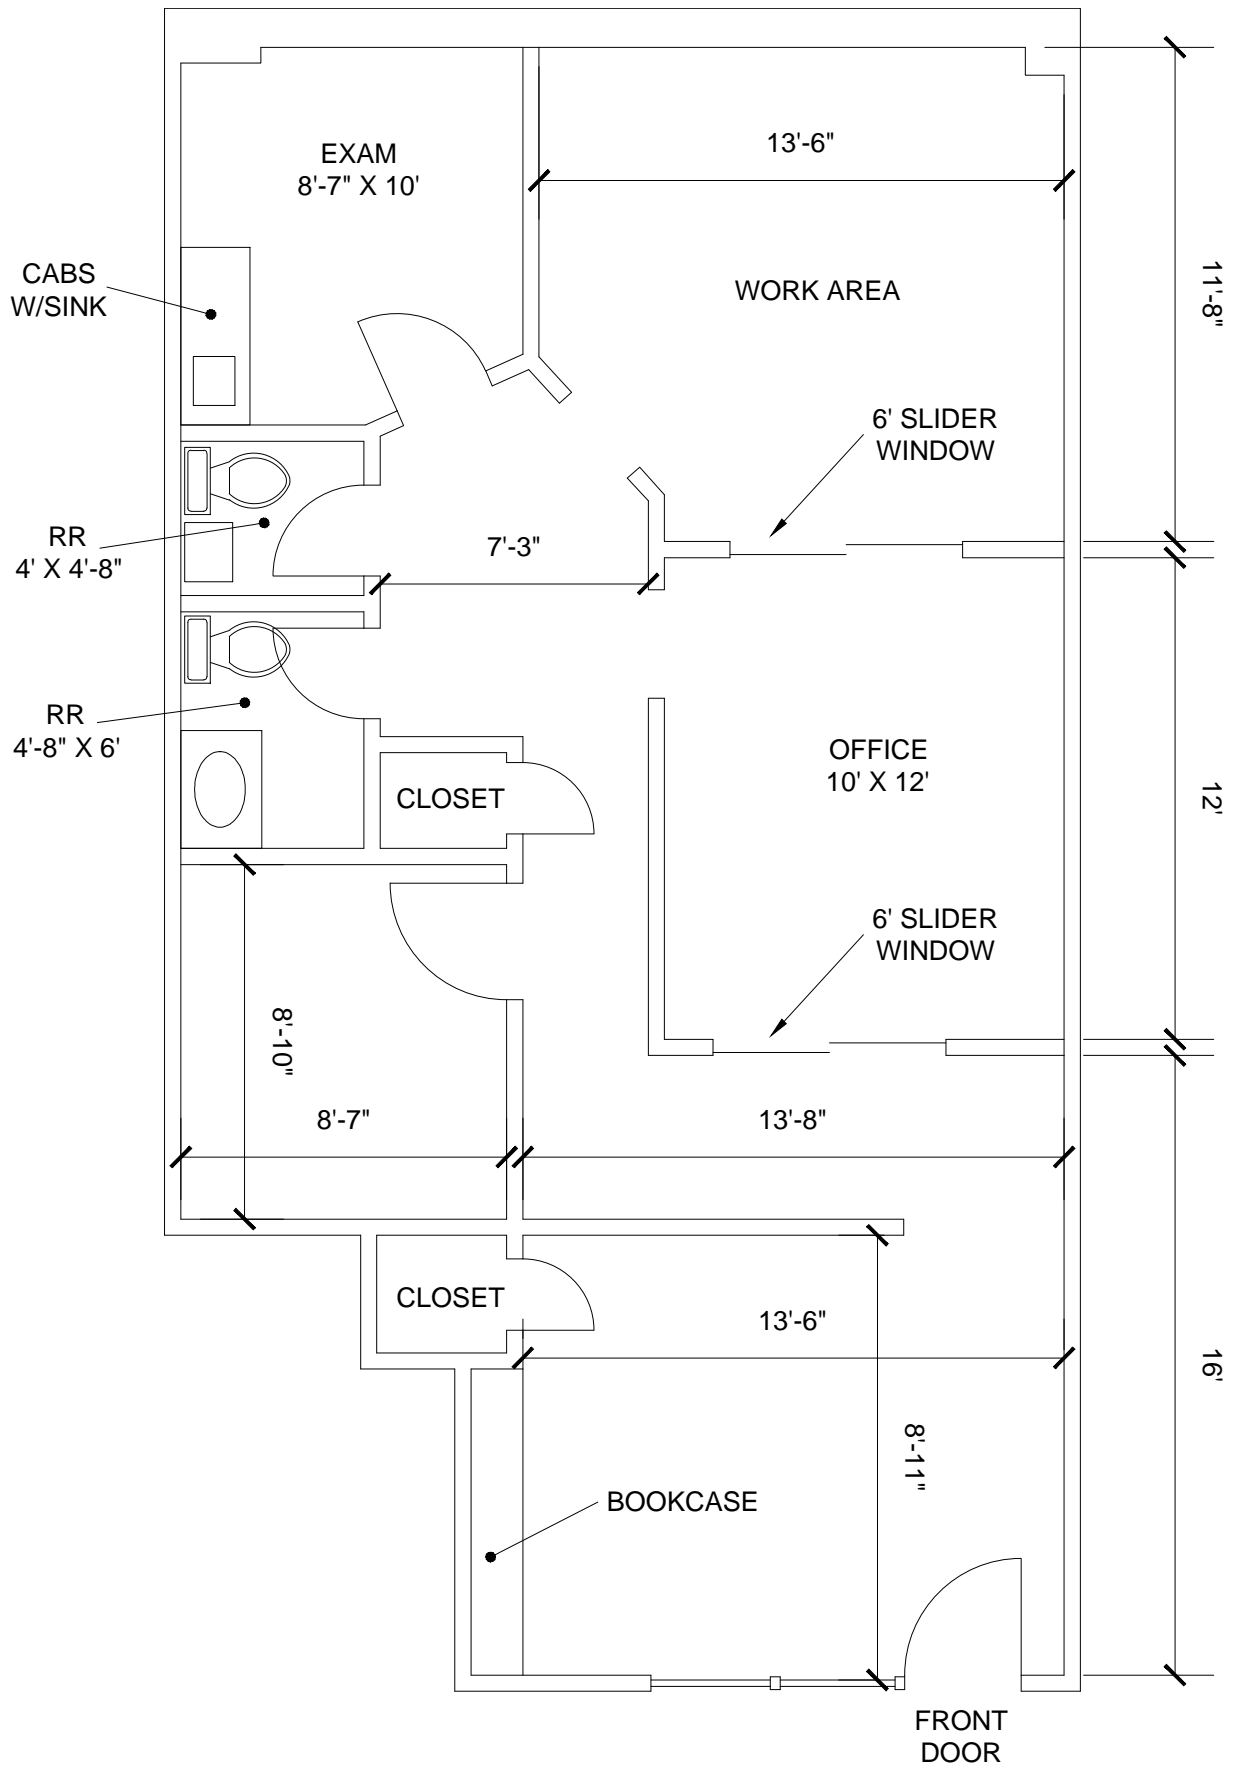 13'-6"
EXAM
8'-7" X 10'
CABS
W/SINK
WORK AREA
11'-8"
6' SLIDER
WINDOW
RR
4' X 4'-8"
7'-3"
RR
4'-8" X 6'
OFFICE
10' X 12'
CLOSET
12'
6' SLIDER
WINDOW
8'-10"
8'-7"
13'-8"
CLOSET
13'-6"
16'
8'-11"
BOOKCASE
FRONT
DOOR